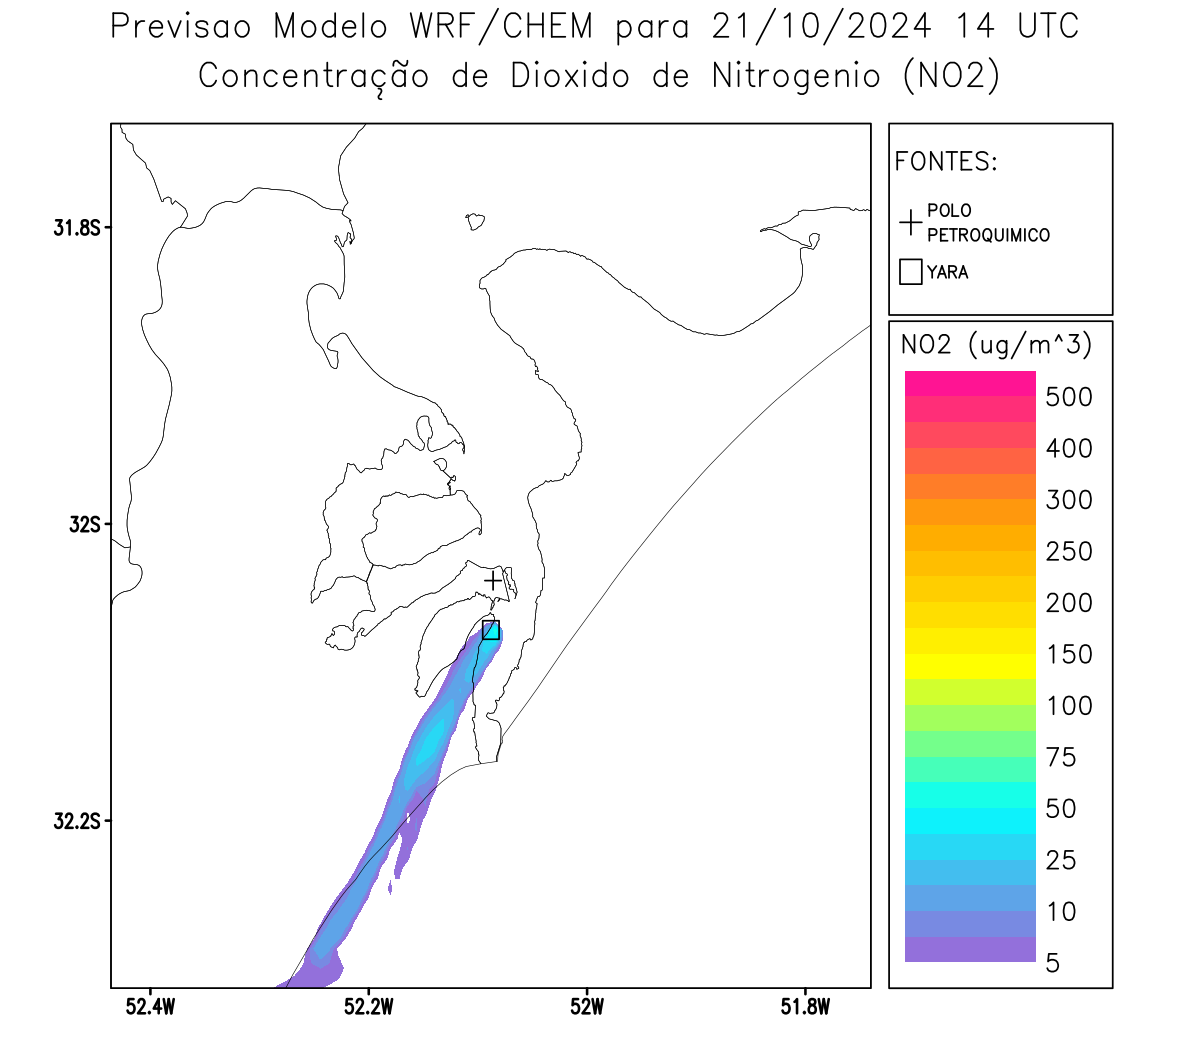 Previsao Modelo WRF/CHEM para 21/10/2024 14 UTC
Concentração de Dioxido de Nitrogenio (NO2)
FONTES:
POLO
PETROQUIMICO
YARA
NO2 (ug/m^3)
500
400
300
250
200
150
100
75
50
25
10
5
31.8S
32S
32.2S
52.4W
52.2W
52W
51.8W